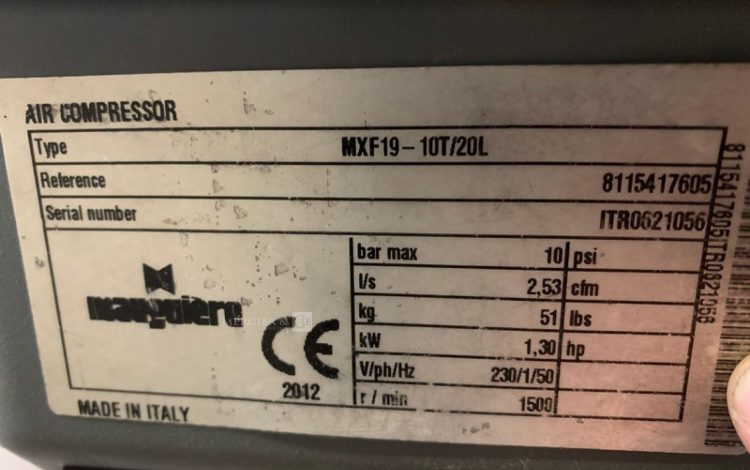 AIR COMPRESSOR
Type MXF19-10T/20L
Reference 8115417605
Serial number ITR0621056
bar max 10 psi
l/s 2,53 cfm
kg 51 lbs
kW 1,30 hp
V/ph/Hz 230/1/50
r / min 1500
CE
2012
MADE IN ITALY
8115417605ITR0621056